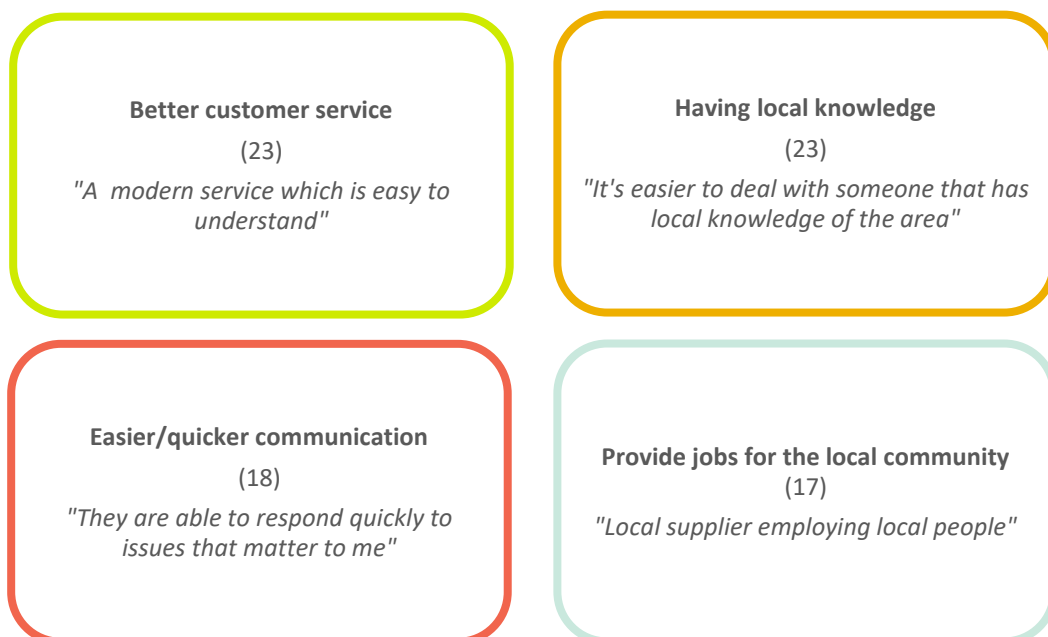 Better customer service
(23)
"A  modern service which is easy to
understand"
Having local knowledge
(23)
"It's easier to deal with someone that has
local knowledge of the area"
Easier/quicker communication
(18)
"They are able to respond quickly to
issues that matter to me"
Provide jobs for the local community
(17)
"Local supplier employing local people"